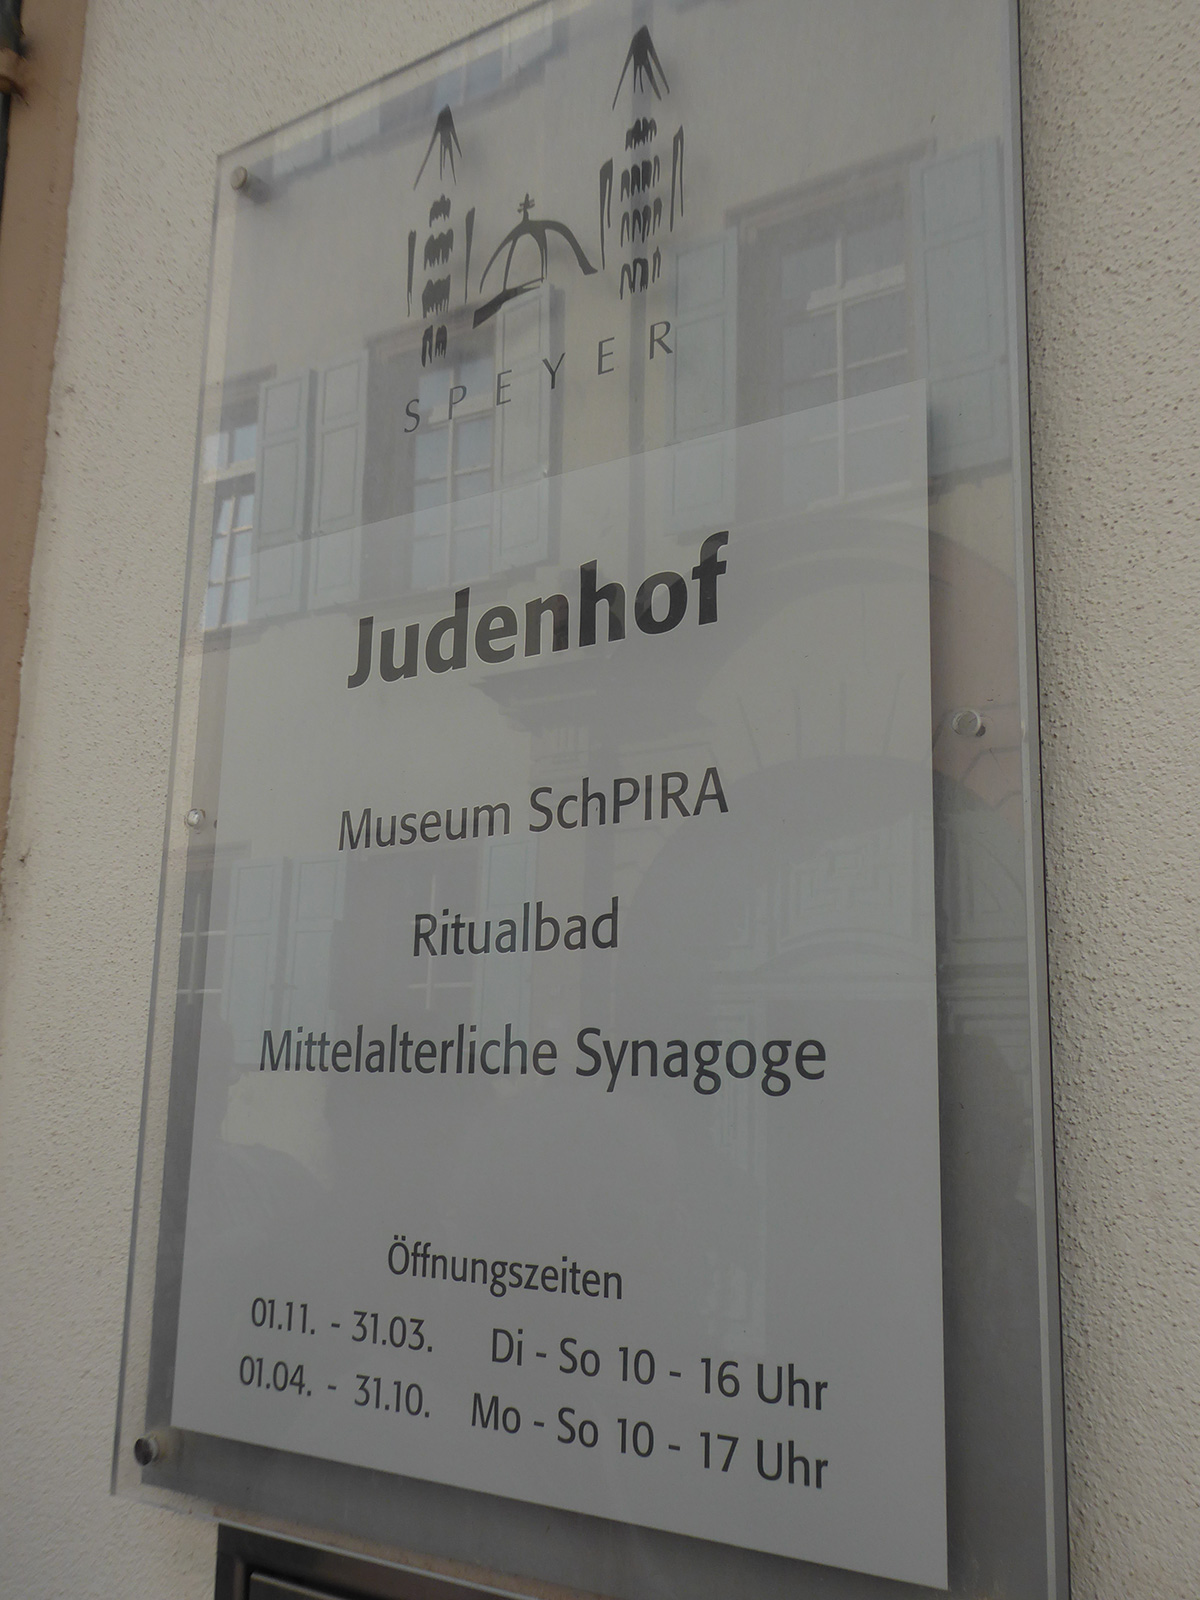 SPEYER
Judenhof
Museum SchPIRA
Ritualbad
Mittelalterliche Synagoge
Öffnungszeiten
01.11. - 31.03. Di - So 10 - 16 Uhr
01.04. - 31.10. Mo - So 10 - 17 Uhr